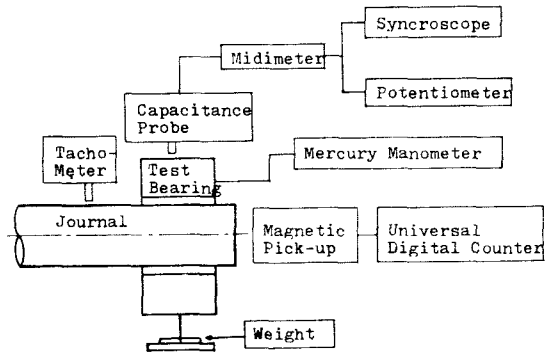 Syncroscope
Midimeter
Potentiometer
Capacitance
Probe
Tacho-
Meter
Test
Bearing
Mercury Manometer
Journal
Magnetic
Pick-up
Universal
Digital Counter
Weight